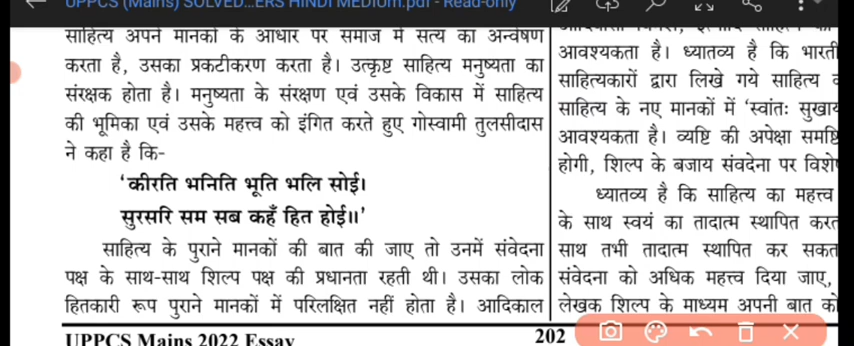 UPPCS (Mains) SOLVED...ERS HINDI MEDIUM.pdf - Read-only
साहित्य अपने मानकों के आधार पर समाज में सत्य का अन्वेषण
करता है, उसका प्रकटीकरण करता है। उत्कृष्ट साहित्य मनुष्यता का
संरक्षक होता है। मनुष्यता के संरक्षण एवं उसके विकास में साहित्य
की भूमिका एवं उसके महत्त्व को इंगित करते हुए गोस्वामी तुलसीदास
ने कहा है कि-
'कीरति भनिति भूति भलि सोई।
सुरसरि सम सब कहँ हित होई॥'
साहित्य के पुराने मानकों की बात की जाए तो उनमें संवेदना
पक्ष के साथ-साथ शिल्प पक्ष की प्रधानता रहती थी। उसका लोक
हितकारी रूप पुराने मानकों में परिलक्षित नहीं होता है। आदिकाल
आवश्यकता है। ध्यातव्य है कि भारती
साहित्यकारों द्वारा लिखे गये साहित्य
साहित्य के नए मानकों में 'स्वांतः सुखाय
आवश्यकता है। व्यष्टि की अपेक्षा समष्टि
होगी, शिल्प के बजाय संवदेना पर विशे
ध्यातव्य है कि साहित्य का महत्त्व
के साथ स्वयं का तादात्म स्थापित करत
साथ तभी तादात्म स्थापित कर सकत
संवेदना को अधिक महत्त्व दिया जाए,
लेखक शिल्प के माध्यम अपनी बात को
UPPCS Mains 2022 Essay
202